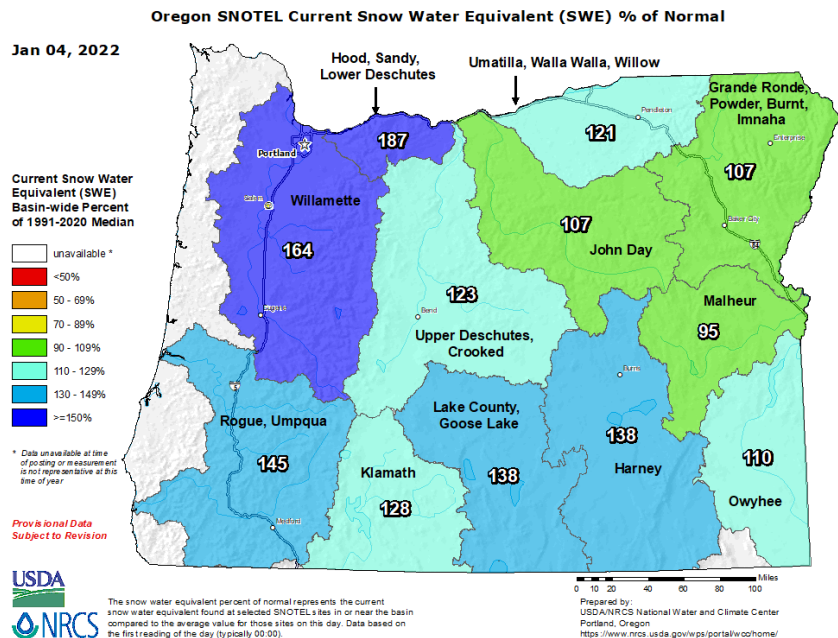 Oregon SNOTEL Current Snow Water Equivalent (SWE) % of Normal
Jan 04, 2022
Hood, Sandy,
Lower Deschutes
Umatilla, Walla Walla, Willow
Grande Ronde,
Powder, Burnt,
Imnaha
Pendleton
Enterprise
Portland
187
121
107
Current Snow Water
Equivalent (SWE)
Basin-wide Percent
of 1991-2020 Median
unavailable *
<50%
50 - 69%
70 - 89%
90 - 109%
110 - 129%
130 - 149%
>=150%
Willamette
164
107
John Day
Baker City
123
Bend
Upper Deschutes,
Crooked
Malheur
95
Burns
Rogue, Umpqua
145
Lake County,
Goose Lake
138
138
Harney
Klamath
128
110
Owyhee
Medford
* Data unavailable at time
of posting or measurement
is not representative at this
time of year
Provisional Data
Subject to Revision
USDA
NRCS
The snow water equivalent percent of normal represents the current
snow water equivalent found at selected SNOTEL sites in or near the basin
compared to the average value for those sites on this day. Data based on
the first reading of the day (typically 00:00).
Miles
0 10 20 40 60 80 100
Prepared by:
USDA/NRCS National Water and Climate Center
Portland, Oregon
https://www.nrcs.usda.gov/wps/portal/wcc/home/